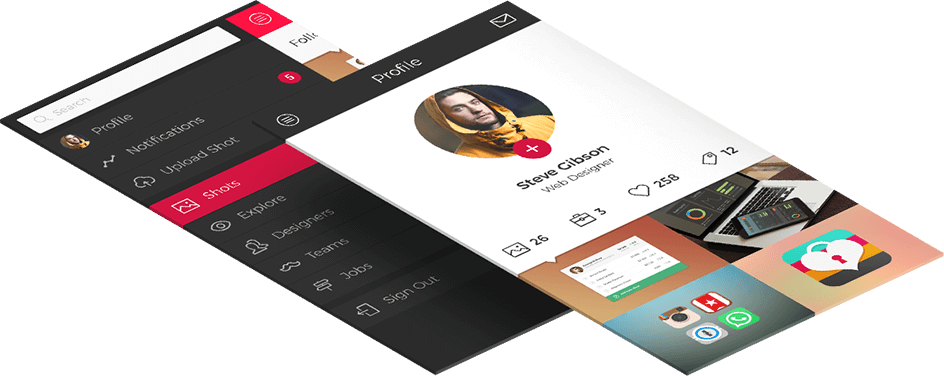 Search
Profile
Notifications
5
Upload Shot
Shots
Explore
Designers
Teams
Jobs
Sign Out
Profile
Steve Gibson
Web Designer
26
3
258
12